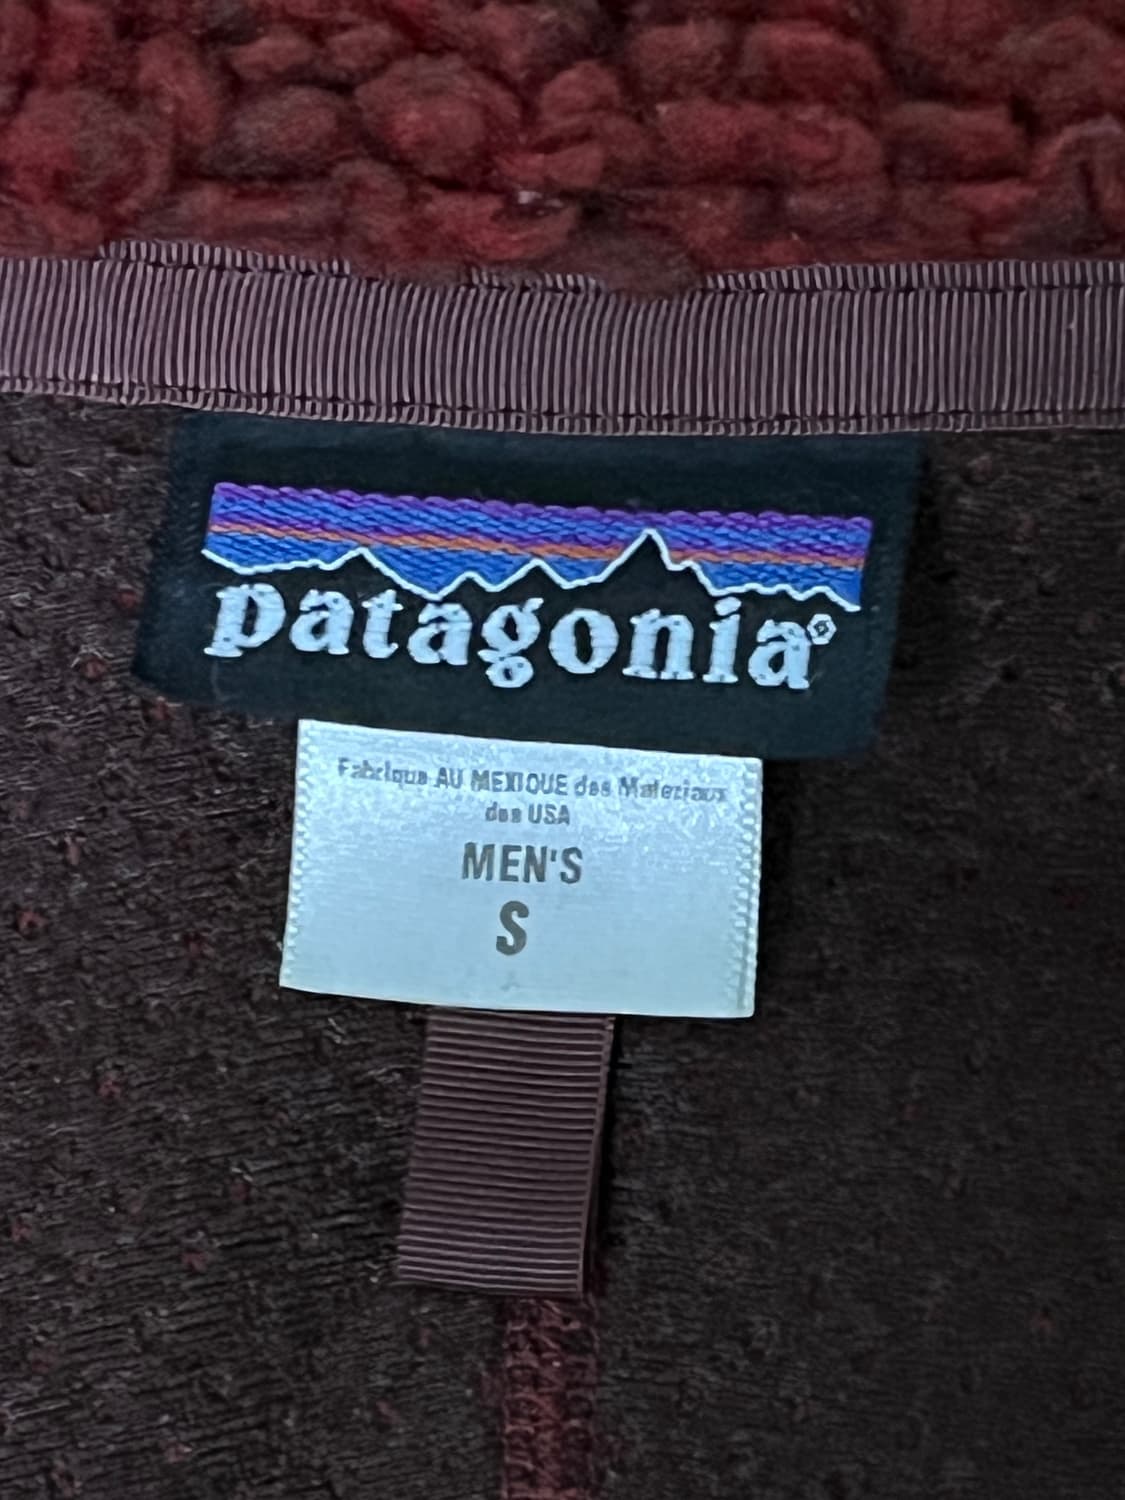 patagonia®
Fabrique AU MEXIQUE des Materiaux
des USA
MEN'S
S